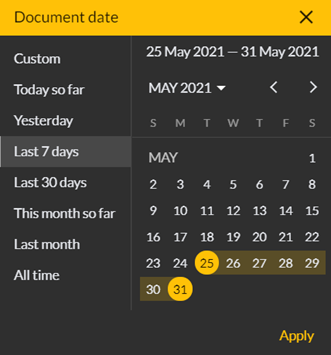 Document date
Custom
Today so far
Yesterday
Last 7 days
Last 30 days
This month so far
Last month
All time
25 May 2021 — 31 May 2021
MAY 2021
S M T W T F S
MAY 1
2 3 4 5 6 7 8
9 10 11 12 13 14 15
16 17 18 19 20 21 22
23 24 25 26 27 28 29
30 31
Apply